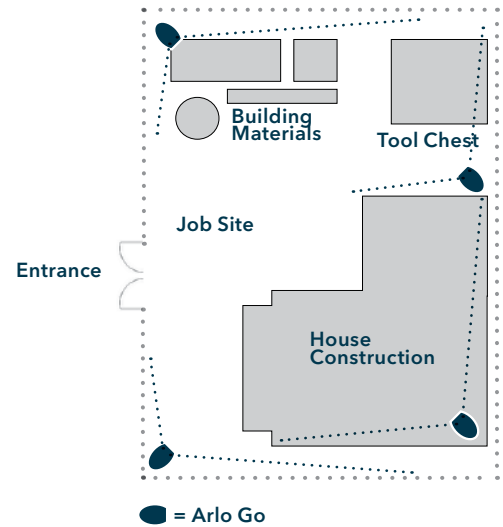 Building
Materials
Tool Chest
Job Site
Entrance
House
Construction
= Arlo Go